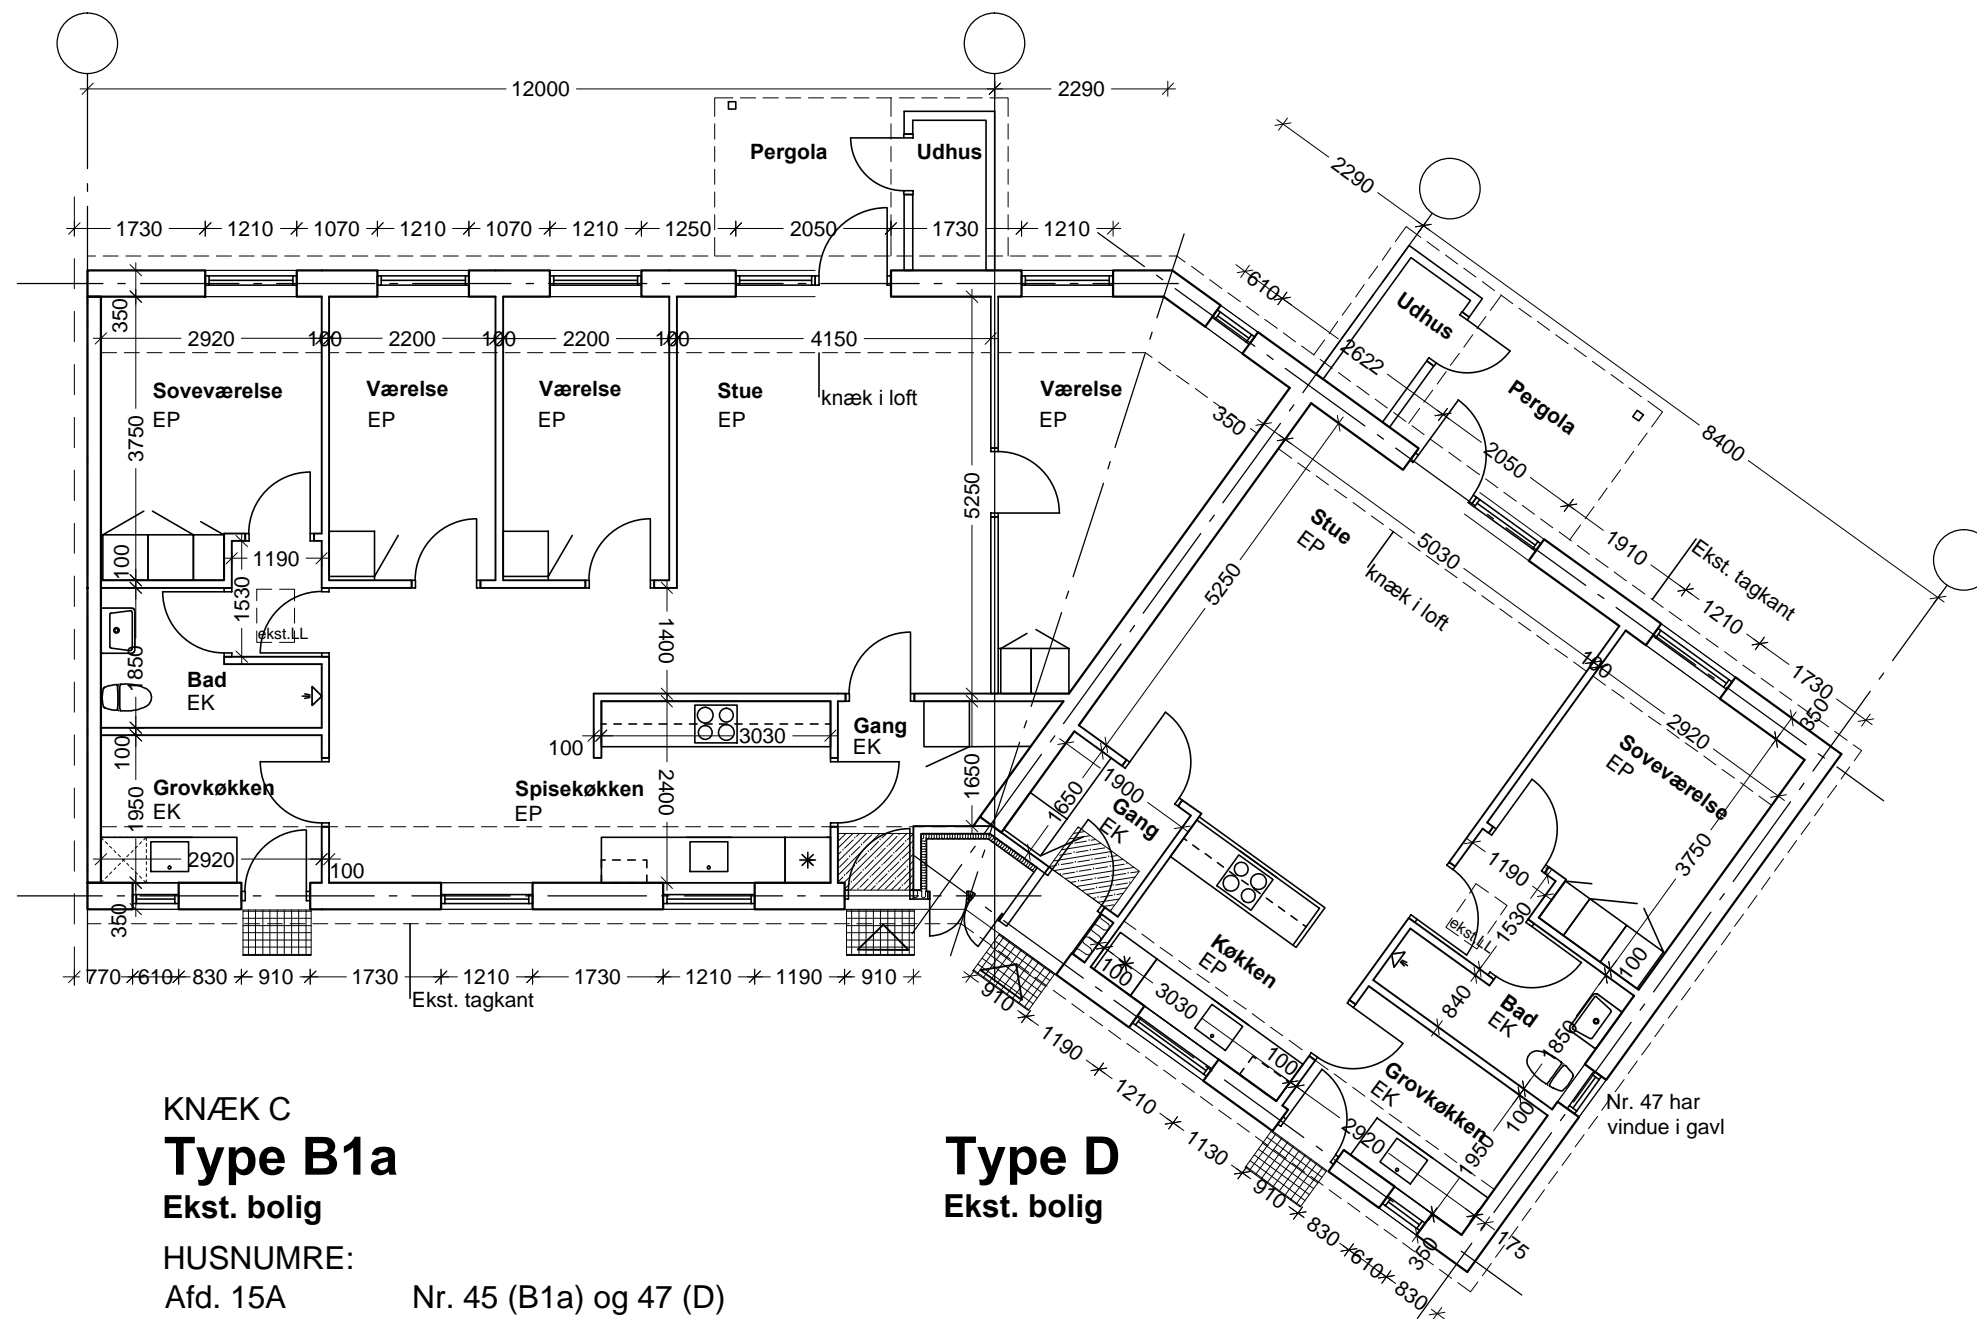 12000
2290
Pergola
Udhus
2290
1730
1210
1070
1210
1070
1210
1250
2050
1730
1210
610
Udhus
2622
Pergola
350
2920
100
2200
100
2200
100
4150
knæk i loft
Soveværelse
EP
Værelse
EP
Værelse
EP
Stue
EP
Værelse
EP
350
2050
8400
3750
5250
Stue
EP
5030
knæk i loft
1910
Ekst. tagkant
1210
1730
100
1190
1530
ekst.LL
1400
5250
100
2920
350
1850
Bad
EK
Soveværelse
EP
100
3030
Gang
EK
1900
1650
Gang
EK
100
Grovkøkken
EK
1950
Spisekøkken
EP
2400
1650
1190
3750
2920
100
350
1530
ekst.LL
100
Køkken
EP
840
Bad
EK
1850
100
3030
100
770
610
830
910
1730
1210
1730
1210
1190
910
Ekst. tagkant
910
1190
1210
1130
910
830
610
830
Grovkøkken
EK
100
1950
2920
350
175
Nr. 47 har
vindue i gavl
KNÆK C
Type B1a
Ekst. bolig
Type D
Ekst. bolig
HUSNUMRE:
Afd. 15A
Nr. 45 (B1a) og 47 (D)